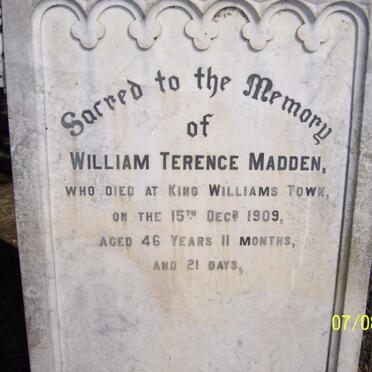 Sacred to the Memory
of
WILLIAM TERENCE MADDEN,
WHO DIED AT KING WILLIAMS TOWN,
ON THE 15TH DECR 1909,
AGED 46 YEARS 11 MONTHS,
AND 21 DAYS,
07/08